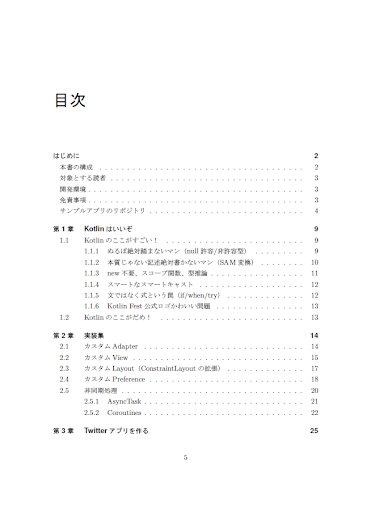 目次
はじめに 2
本書の構成 . . . . . . . . . . . . . . . . . . . . . . . . . . . . . . . . 2
対象とする読者 . . . . . . . . . . . . . . . . . . . . . . . . . . . . . . 3
開発環境 . . . . . . . . . . . . . . . . . . . . . . . . . . . . . . . . . 3
免責事項 . . . . . . . . . . . . . . . . . . . . . . . . . . . . . . . . . 3
サンプルアプリのリポジトリ . . . . . . . . . . . . . . . . . . . . . . . . 4
第 1 章 Kotlin はいいぞ 9
1.1 Kotlin のここがすごい！ . . . . . . . . . . . . . . . . . . . . . . 9
1.1.1 ぬるぽ絶対踏まないマン（null 許容/非許容型） . . . . . . . . 9
1.1.2 本質じゃない記述絶対書かないマン（SAM 変換） . . . . . . . . 10
1.1.3 new 不要、スコープ関数、型推論 . . . . . . . . . . . . . . . 11
1.1.4 スマートなスマートキャスト . . . . . . . . . . . . . . . . . 12
1.1.5 文ではなく式という罠（if/when/try） . . . . . . . . . . . . . 12
1.1.6 Kotlin Fest 公式ロゴかわいい問題 . . . . . . . . . . . . . . 13
1.2 Kotlin のここがだめ！ . . . . . . . . . . . . . . . . . . . . . . . 13
第 2 章 実装集 14
2.1 カスタム Adapter . . . . . . . . . . . . . . . . . . . . . . . . . 14
2.2 カスタム View . . . . . . . . . . . . . . . . . . . . . . . . . . . 15
2.3 カスタム Layout（ConstraintLayout の拡張） . . . . . . . . . . . . 17
2.4 カスタム Preference . . . . . . . . . . . . . . . . . . . . . . . . 18
2.5 非同期処理 . . . . . . . . . . . . . . . . . . . . . . . . . . . . 20
2.5.1 AsyncTask . . . . . . . . . . . . . . . . . . . . . . . . . . 21
2.5.2 Coroutines . . . . . . . . . . . . . . . . . . . . . . . . . . 22
第 3 章 Twitter アプリを作る 25
5